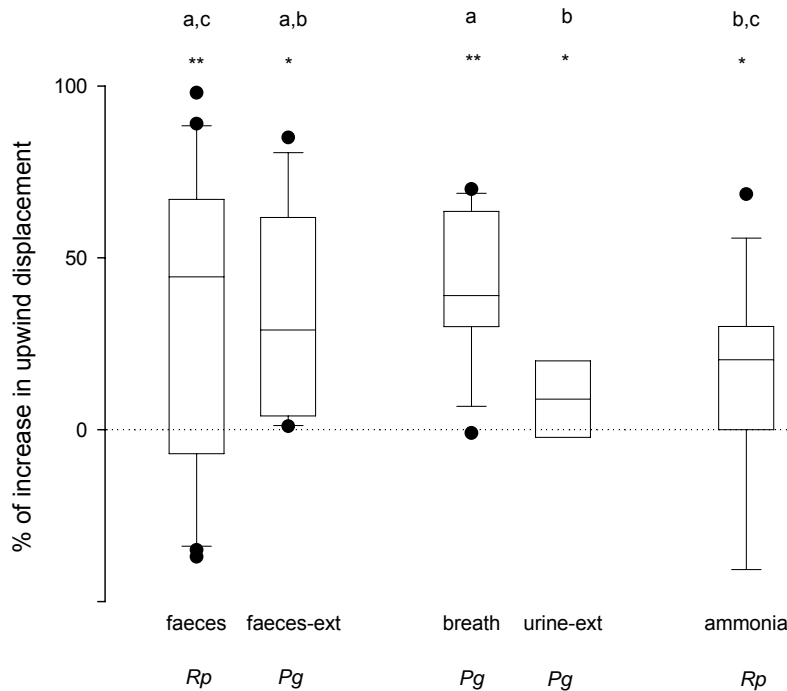 a,c a,b a b b,c
** * ** * *
100
50
0
% of increase in upwind displacement
faeces faeces-ext breath urine-ext ammonia
Rp Pg Pg Pg Rp